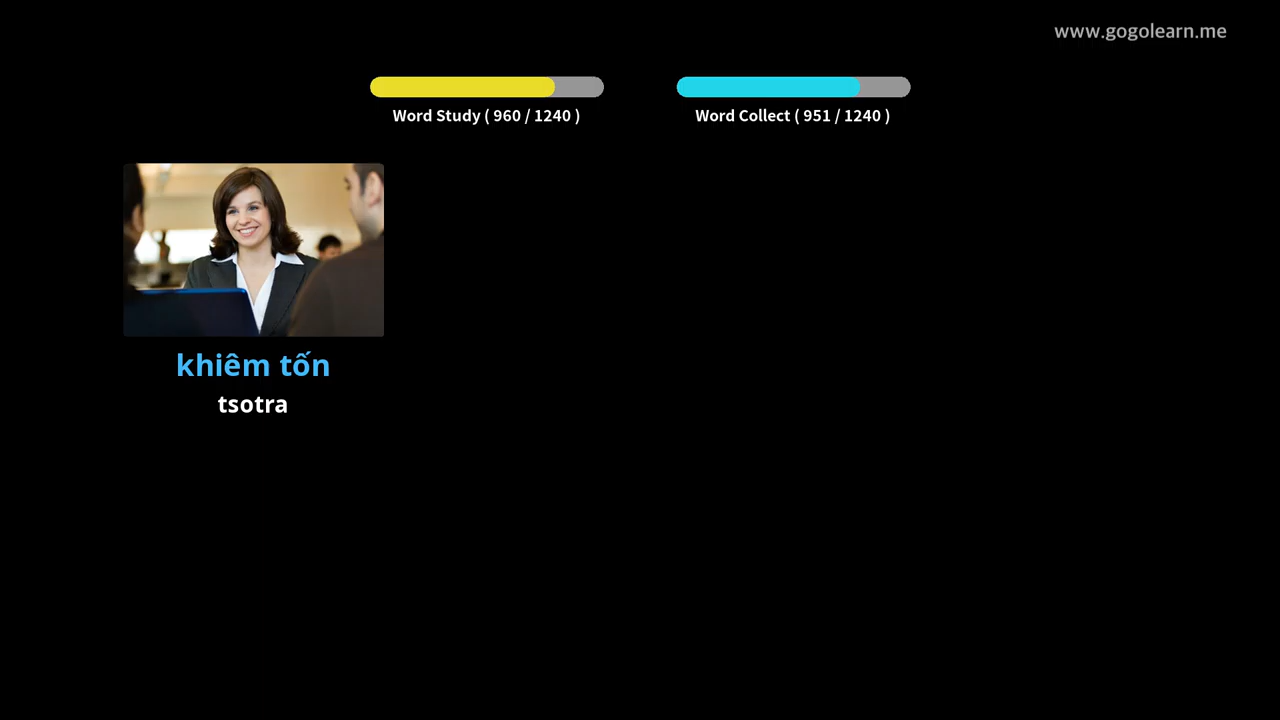 www.gogolearn.me
Word Study ( 960 / 1240 )
Word Collect ( 951 / 1240 )
khiêm tốn
tsotra